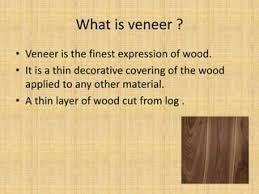 What is veneer ?
• Veneer is the finest expression of wood.
• It is a thin decorative covering of the wood
applied to any other material.
• A thin layer of wood cut from log .